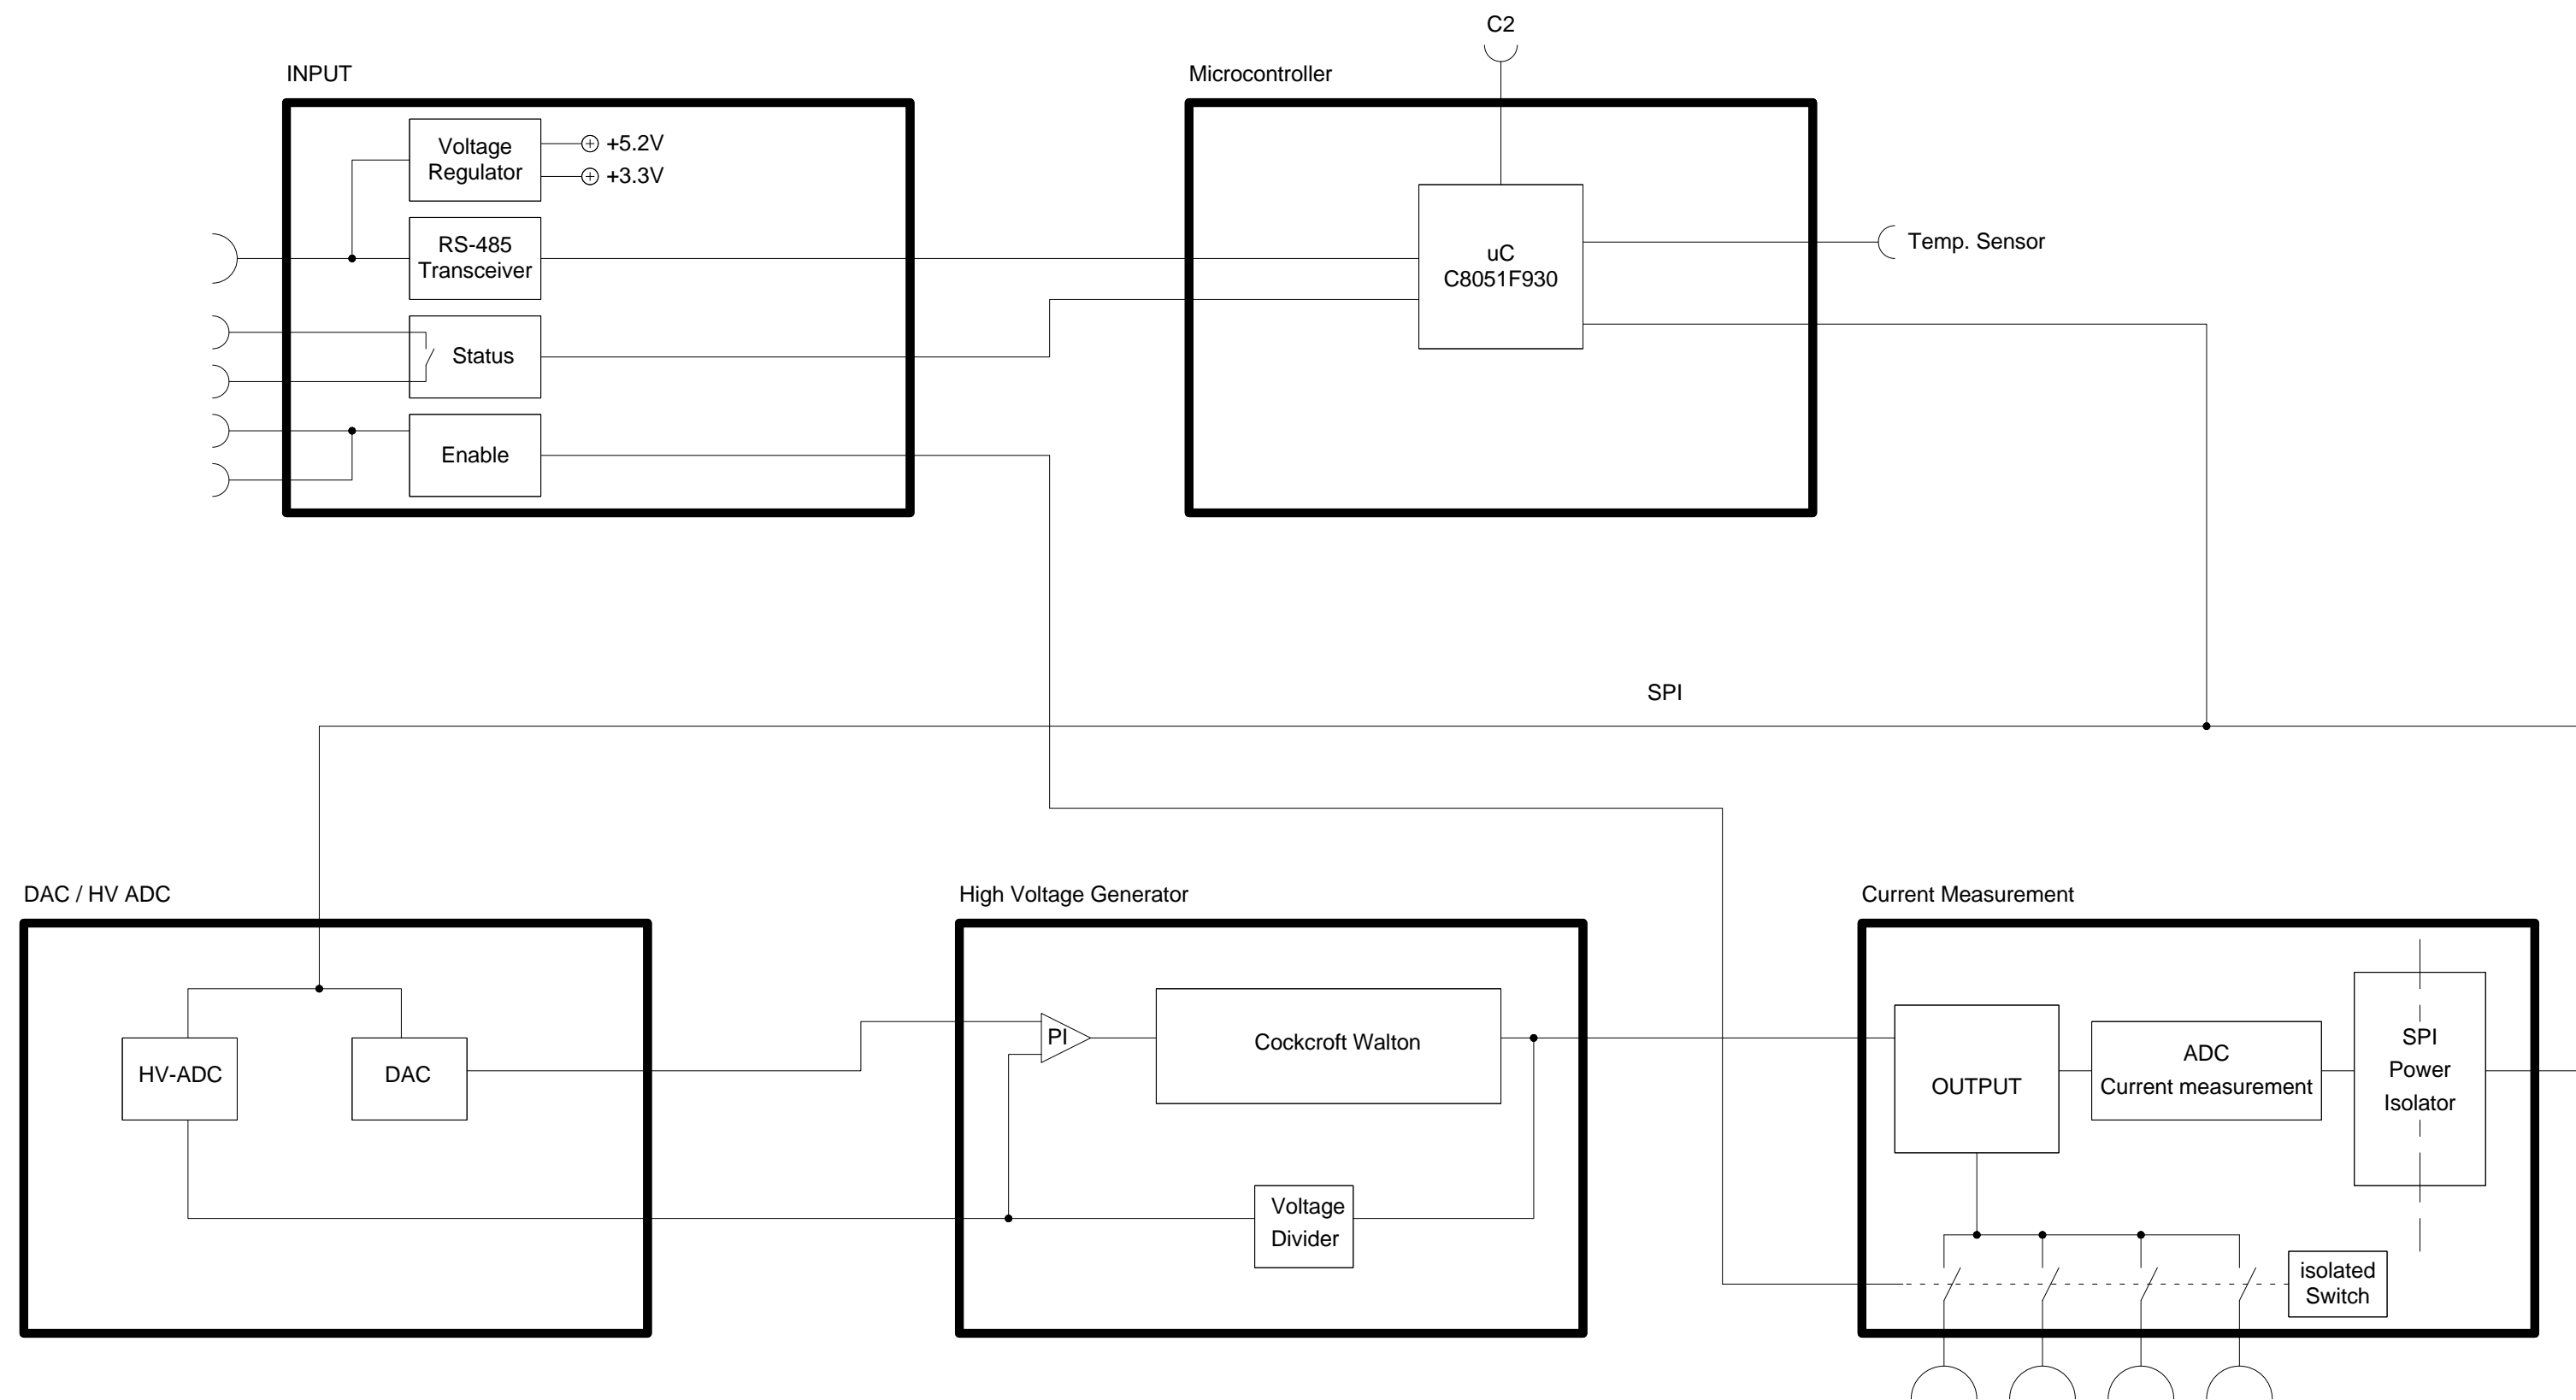 C2
INPUT
Microcontroller
Voltage
Regulator
+5.2V
+3.3V
RS-485
Transceiver
Status
Enable
uC
C8051F930
Temp. Sensor
SPI
DAC / HV ADC
HV-ADC
DAC
High Voltage Generator
PI
Cockcroft Walton
Voltage
Divider
Current Measurement
OUTPUT
ADC
Current measurement
SPI
Power
Isolator
isolated
Switch